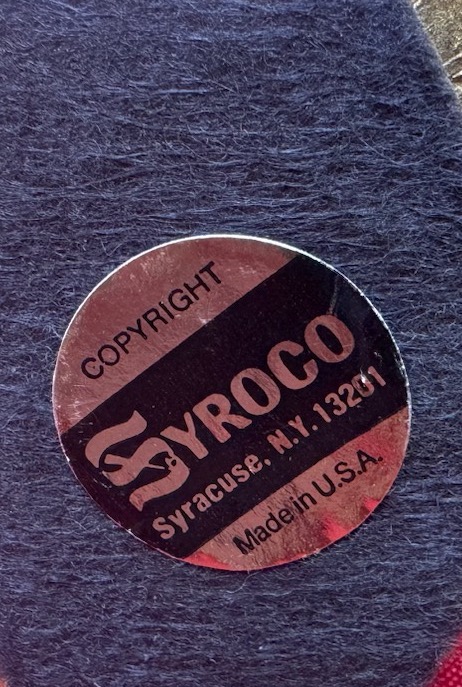 COPYRIGHT
SYROCO
Syracuse, N.Y. 13201
Made in U.S.A.